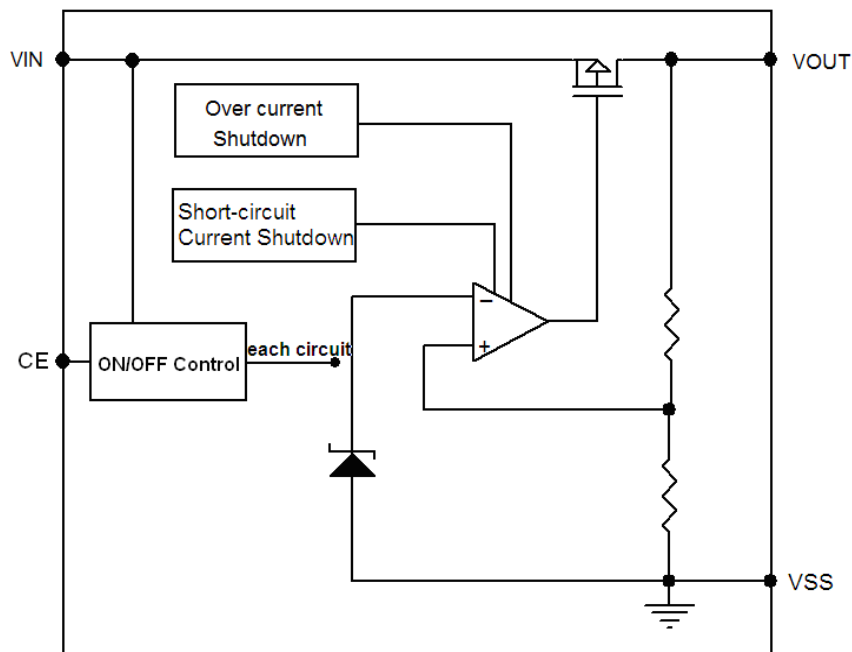 VIN
VOUT
Over current
Shutdown
Short-circuit
Current Shutdown
−
+
each circuit
CE
ON/OFF Control
VSS